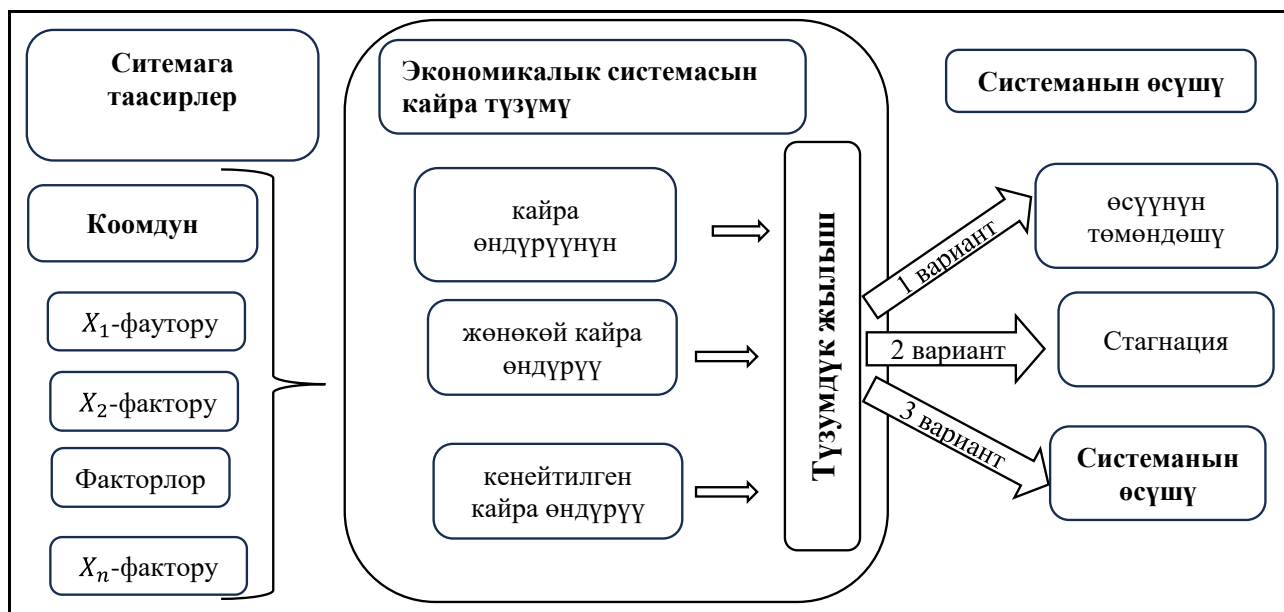 Ситемага
таасирлер
Коомдун
X₁-фаутору
X₂-фактору
Факторлор
Xₙ-фактору
Экономикалык системасын
кайра түзүмү
кайра
өндүрүүнүн
жөнөкөй кайра
өндүрүү
кенейтилген
кайра өндүрүү
Түзумдүк жылыш
1 вариант
2 вариант
3 вариант
Системанын өсүшү
өсүүнүн
төмөндөшү
Стагнация
Системанын
өсүшү